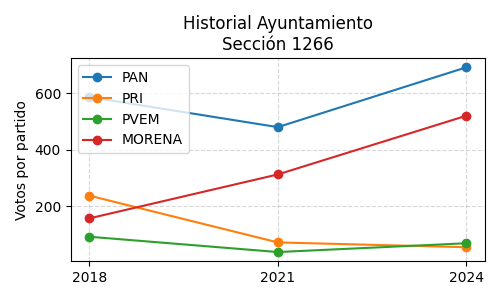 Historial Ayuntamiento
Sección 1266
Votos por partido
600
400
200
PAN
PRI
PVEM
MORENA
2018
2021
2024